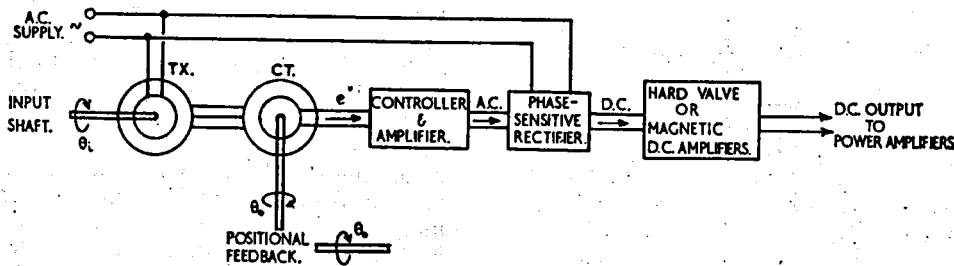 A.C.
SUPPLY. ~
TX.
C.T.
INPUT
SHAFT.
θi
e"
CONTROLLER
&
AMPLIFIER.
A.C.
PHASE-
SENSITIVE
RECTIFIER.
D.C.
HARD VALVE
OR
MAGNETIC
D.C. AMPLIFIERS.
D.C. OUTPUT
TO
POWER AMPLIFIERS
θo
POSITIONAL
FEEDBACK.
θo